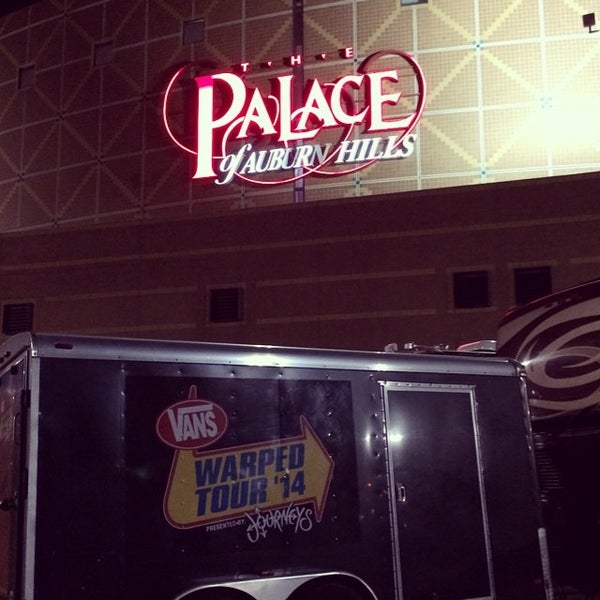 THE
PALACE
of AUBURN HILLS
VANS
WARPED
TOUR '14
PRESENTED BY JOURNEYS